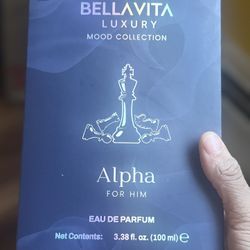 BELLAVITA
LUXURY
MOOD COLLECTION
Alpha
FOR HIM
EAU DE PARFUM
Net Contents: 3.38 fl. oz. (100 ml) e